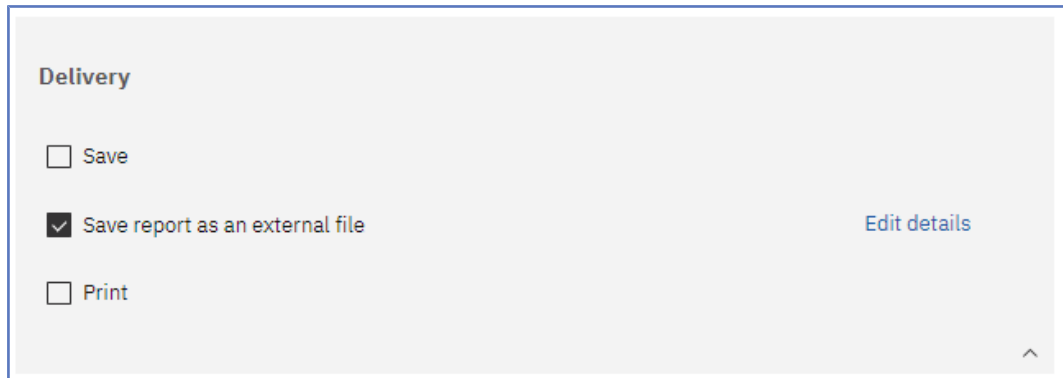 Delivery
Save
Save report as an external file Edit details
Print